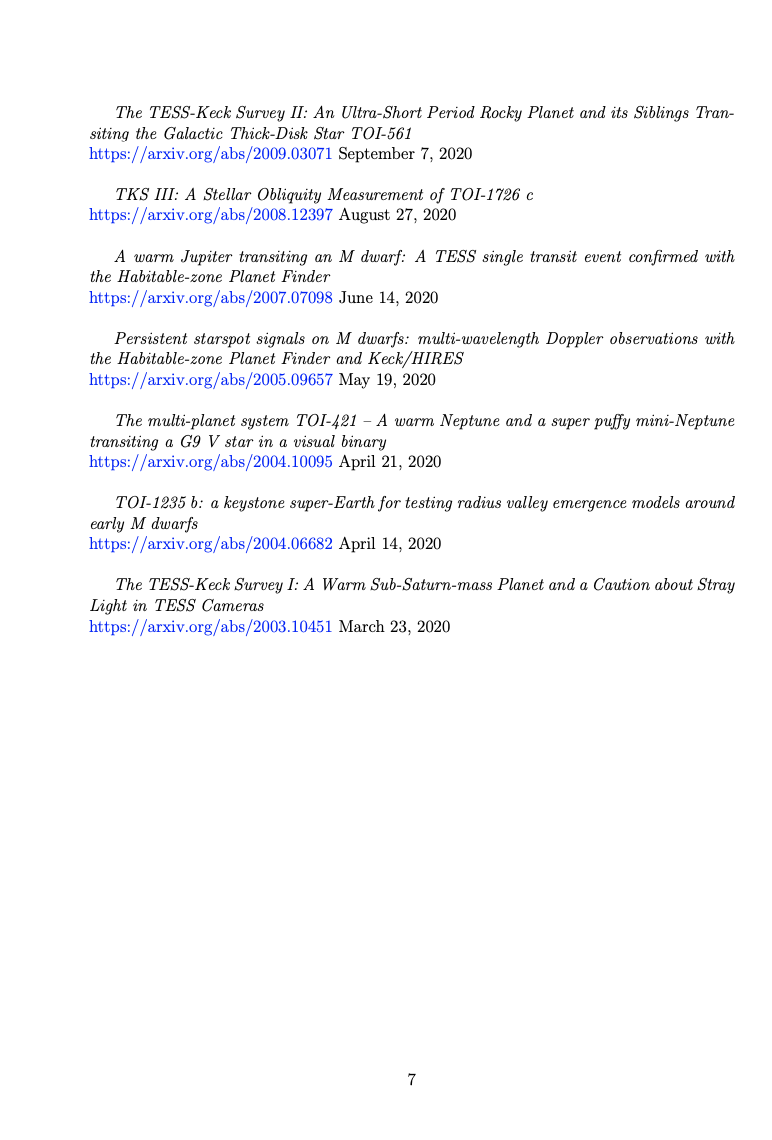 The TESS-Keck Survey II: An Ultra-Short Period Rocky Planet and its Siblings Tran-
siting the Galactic Thick-Disk Star TOI-561
https://arxiv.org/abs/2009.03071 September 7, 2020
TKS III: A Stellar Obliquity Measurement of TOI-1726 c
https://arxiv.org/abs/2008.12397 August 27, 2020
A warm Jupiter transiting an M dwarf: A TESS single transit event confirmed with
the Habitable-zone Planet Finder
https://arxiv.org/abs/2007.07098 June 14, 2020
Persistent starspot signals on M dwarfs: multi-wavelength Doppler observations with
the Habitable-zone Planet Finder and Keck/HIRES
https://arxiv.org/abs/2005.09657 May 19, 2020
The multi-planet system TOI-421 – A warm Neptune and a super puffy mini-Neptune
transiting a G9 V star in a visual binary
https://arxiv.org/abs/2004.10095 April 21, 2020
TOI-1235 b: a keystone super-Earth for testing radius valley emergence models around
early M dwarfs
https://arxiv.org/abs/2004.06682 April 14, 2020
The TESS-Keck Survey I: A Warm Sub-Saturn-mass Planet and a Caution about Stray
Light in TESS Cameras
https://arxiv.org/abs/2003.10451 March 23, 2020
7